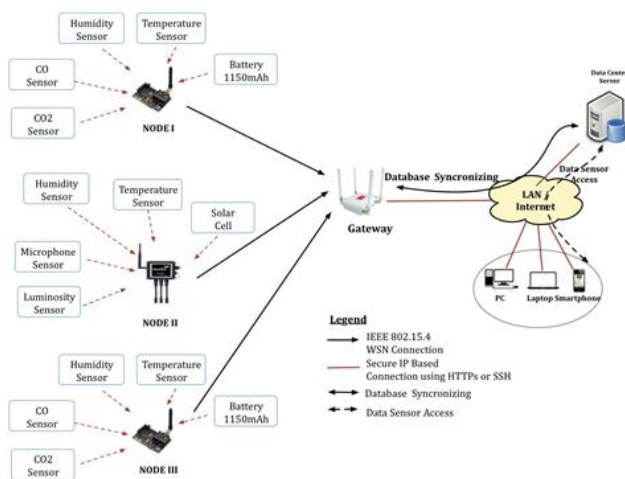 Humidity
Sensor
Temperature
Sensor
CO
Sensor
Battery
1150mAh
CO2
Sensor
NODE I
Data Center
Server
Database Syncronizing
Data Sensor
Access
LAN
Internet
Gateway
Humidity
Sensor
Temperature
Sensor
Solar
Cell
Microphone
Sensor
Luminosity
Sensor
NODE II
PC
Laptop
Smartphone
Legend
IEEE 802.15.4
WSN Connection
Secure IP Based
Connection using HTTPs or SSH
Database Syncronizing
Data Sensor Access
Humidity
Sensor
Temperature
Sensor
CO
Sensor
Battery
1150mAh
CO2
Sensor
NODE III